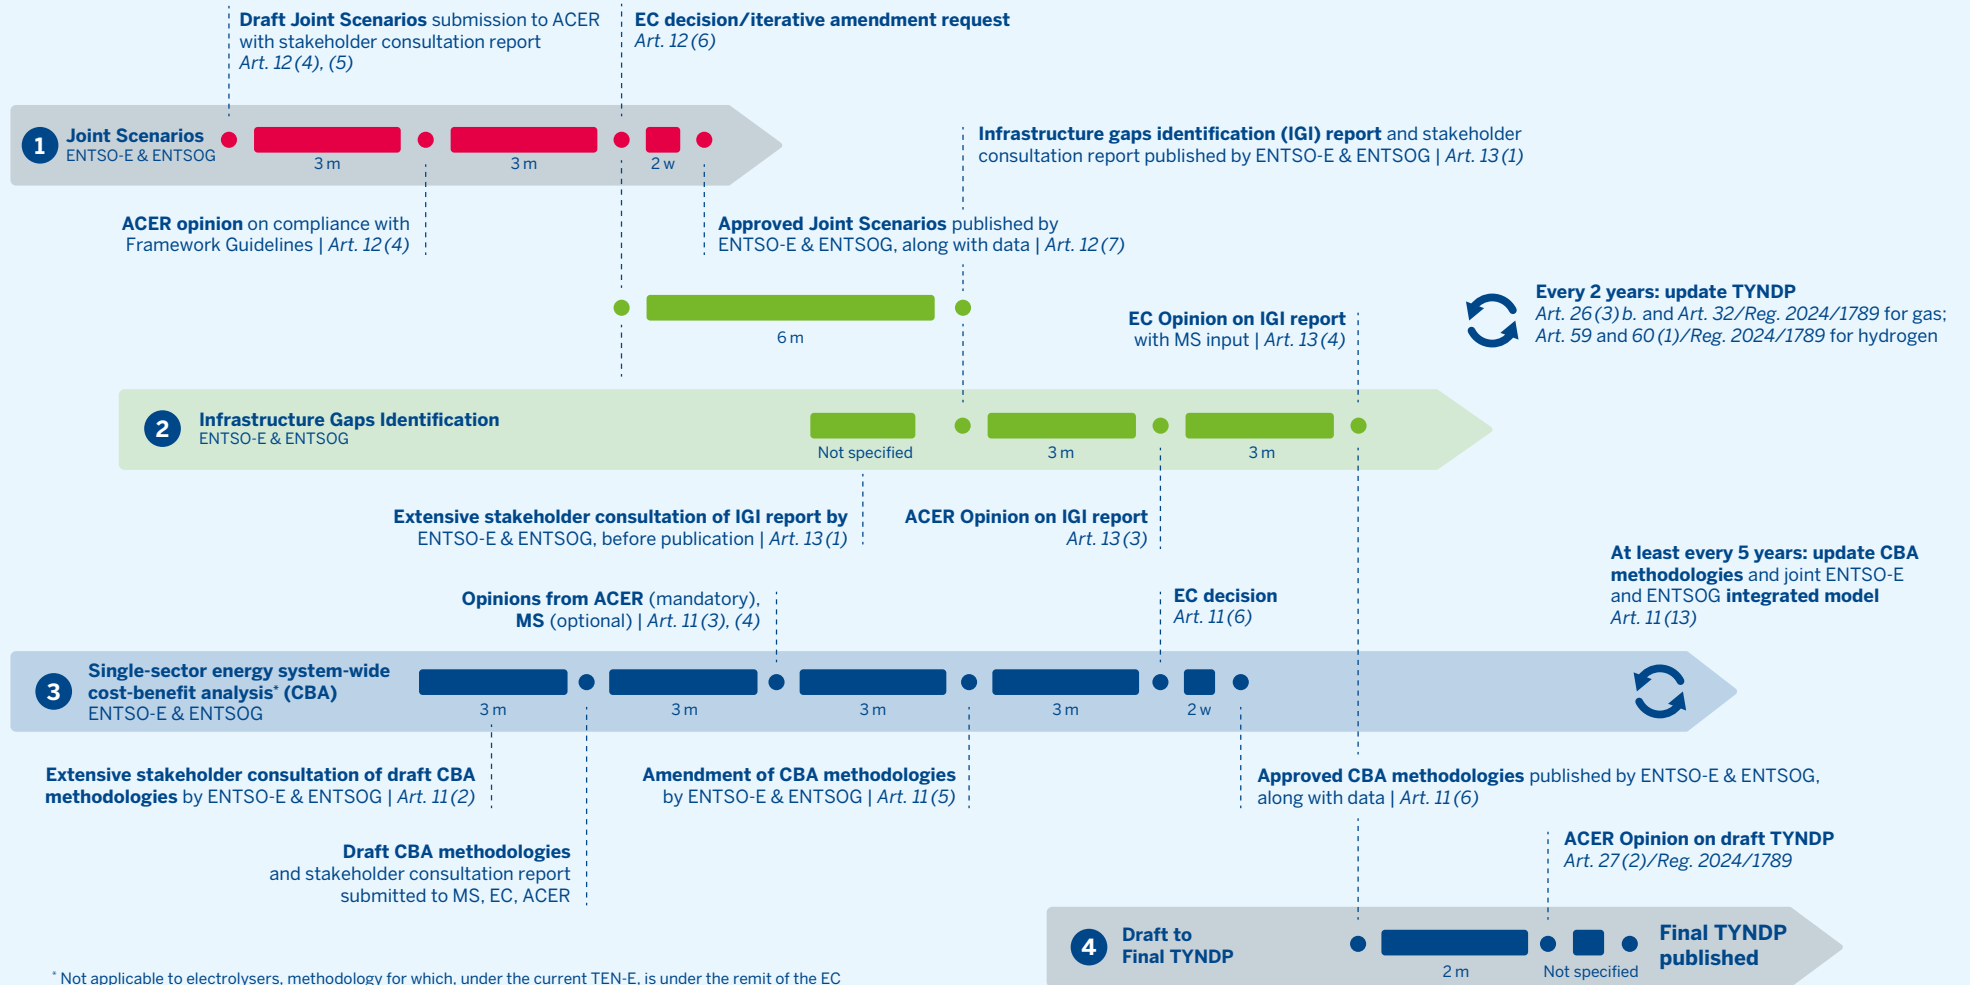 Draft Joint Scenarios submission to ACER
with stakeholder consultation report
Art. 12 (4), (5)
EC decision/iterative amendment request
Art. 12 (6)
1
Joint Scenarios
ENTSO-E & ENTSOG
3 m
3 m
2 w
ACER opinion on compliance with
Framework Guidelines | Art. 12 (4)
Approved Joint Scenarios published by
ENTSO-E & ENTSOG, along with data | Art. 12 (7)
Infrastructure gaps identification (IGI) report and stakeholder
consultation report published by ENTSO-E & ENTSOG | Art. 13 (1)
6 m
EC Opinion on IGI report
with MS input | Art. 13 (4)
Every 2 years: update TYNDP
Art. 26 (3) b. and Art. 32/Reg. 2024/1789 for gas;
Art. 59 and 60 (1)/Reg. 2024/1789 for hydrogen
2
Infrastructure Gaps Identification
ENTSO-E & ENTSOG
Not specified
3 m
3 m
Extensive stakeholder consultation of IGI report by
ENTSO-E & ENTSOG, before publication | Art. 13 (1)
ACER Opinion on IGI report
Art. 13 (3)
Opinions from ACER (mandatory),
MS (optional) | Art. 11 (3), (4)
EC decision
Art. 11 (6)
At least every 5 years: update CBA
methodologies and joint ENTSO-E
and ENTSOG integrated model
Art. 11 (13)
3
Single-sector energy system-wide
cost-benefit analysis* (CBA)
ENTSO-E & ENTSOG
3 m
3 m
3 m
3 m
2 w
Extensive stakeholder consultation of draft CBA
methodologies by ENTSO-E & ENTSOG | Art. 11 (2)
Amendment of CBA methodologies
by ENTSO-E & ENTSOG | Art. 11 (5)
Approved CBA methodologies published by ENTSO-E & ENTSOG,
along with data | Art. 11 (6)
Draft CBA methodologies
and stakeholder consultation report
submitted to MS, EC, ACER
ACER Opinion on draft TYNDP
Art. 27 (2)/Reg. 2024/1789
4
Draft to
Final TYNDP
2 m
Not specified
Final TYNDP
published
* Not applicable to electrolysers, methodology for which, under the current TEN-E, is under the remit of the EC